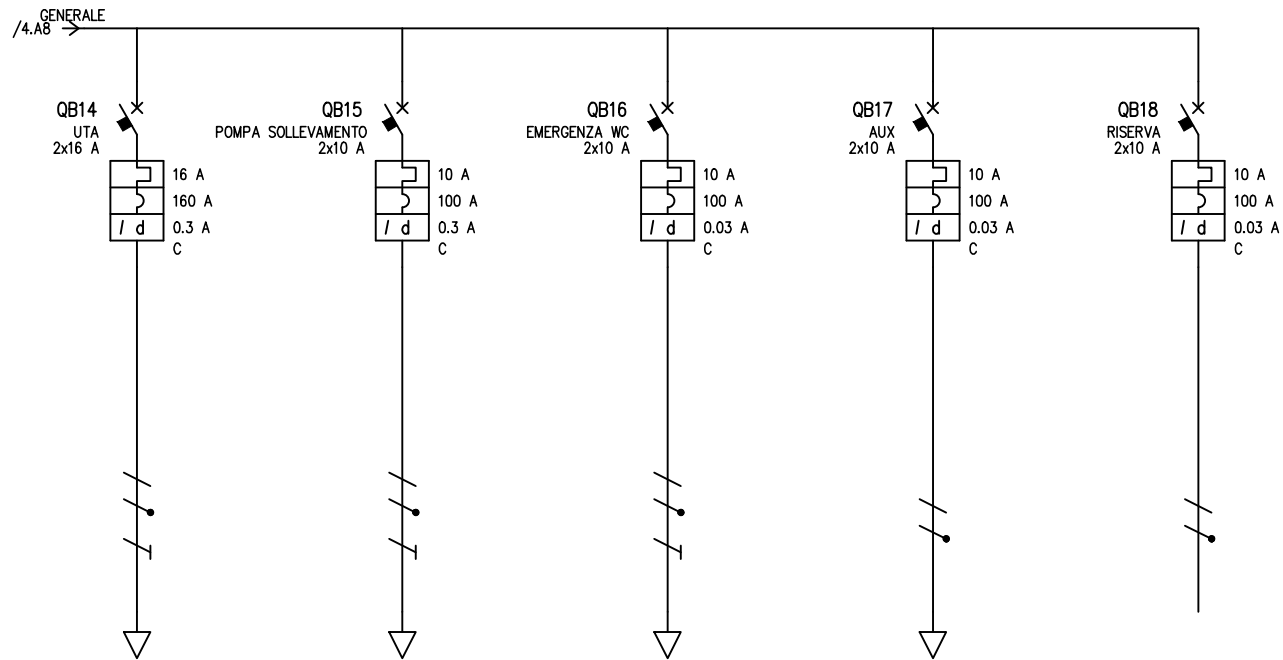 GENERALE
/4.A8
QB14
UTA
2x16 A
16 A
160 A
I d
0.3 A
C
QB15
POMPA SOLLEVAMENTO
2x10 A
10 A
100 A
I d
0.3 A
C
QB16
EMERGENZA WC
2x10 A
10 A
100 A
I d
0.03 A
C
QB17
AUX
2x10 A
10 A
100 A
I d
0.03 A
C
QB18
RISERVA
2x10 A
10 A
100 A
I d
0.03 A
C